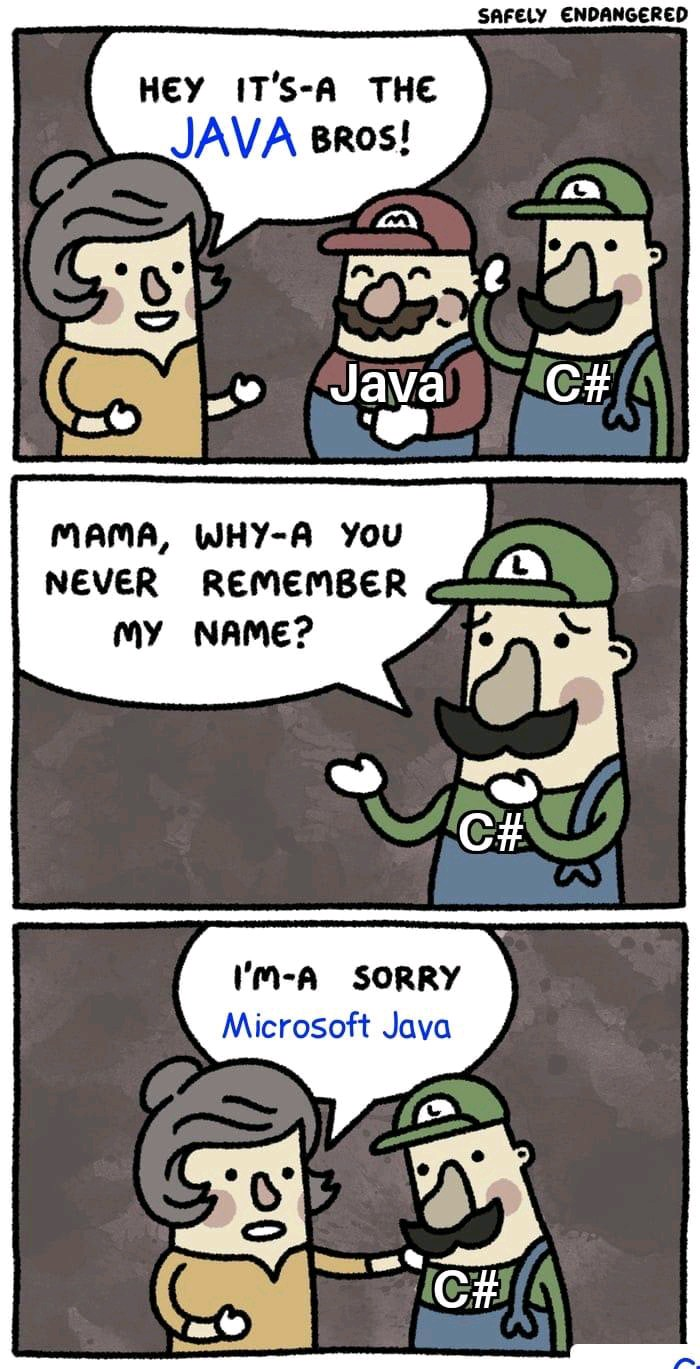 SAFELY ENDANGERED
HEY IT'S-A THE
JAVA BROS!
M
L
Java
C#
MAMA, WHY-A YOU
NEVER REMEMBER
MY NAME?
L
C#
I'M-A SORRY
Microsoft Java
L
C#